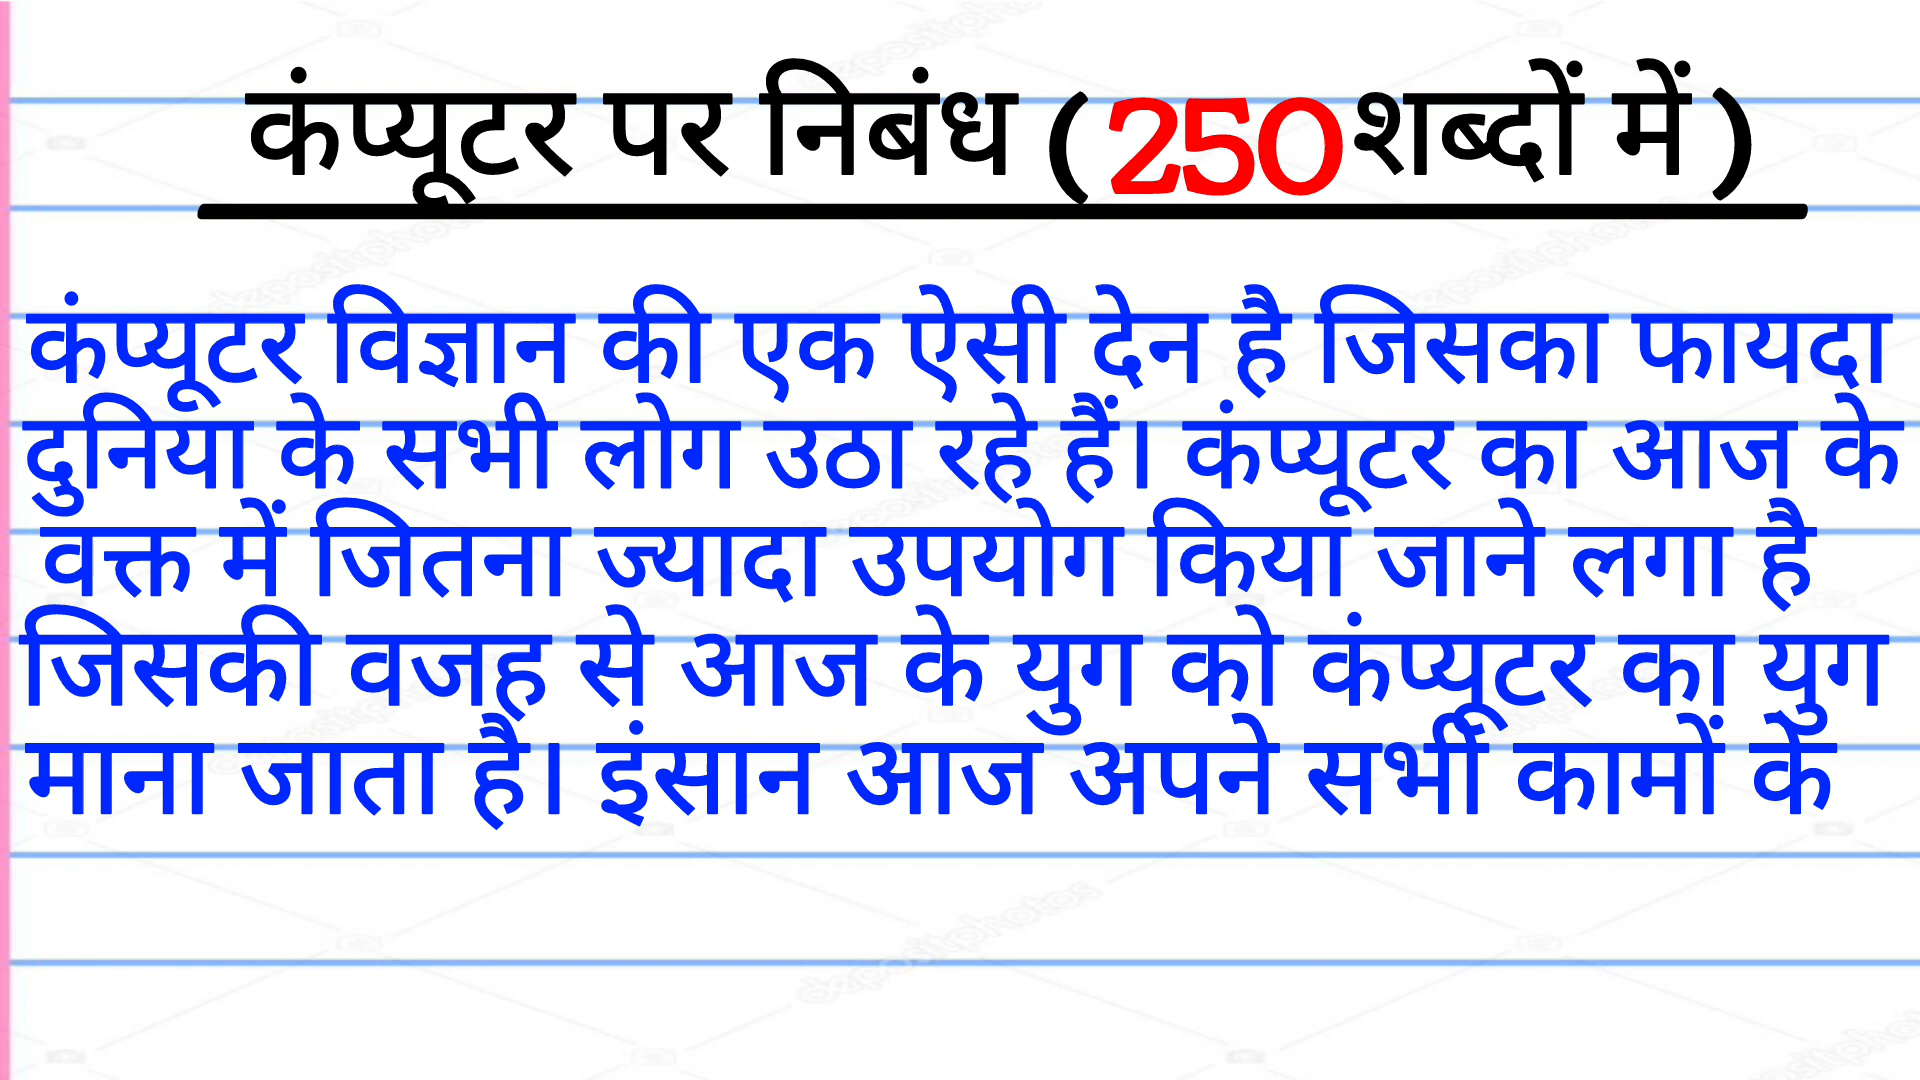 कंप्यूटर पर निबंध (250 शब्दों में)
कंप्यूटर विज्ञान की एक ऐसी देन है जिसका फायदा
दुनिया के सभी लोग उठा रहे हैं। कंप्यूटर का आज के
वक्त में जितना ज्यादा उपयोग किया जाने लगा है
जिसकी वजह से आज के युग को कंप्यूटर का युग
माना जाता है। इंसान आज अपने सभी कामों के